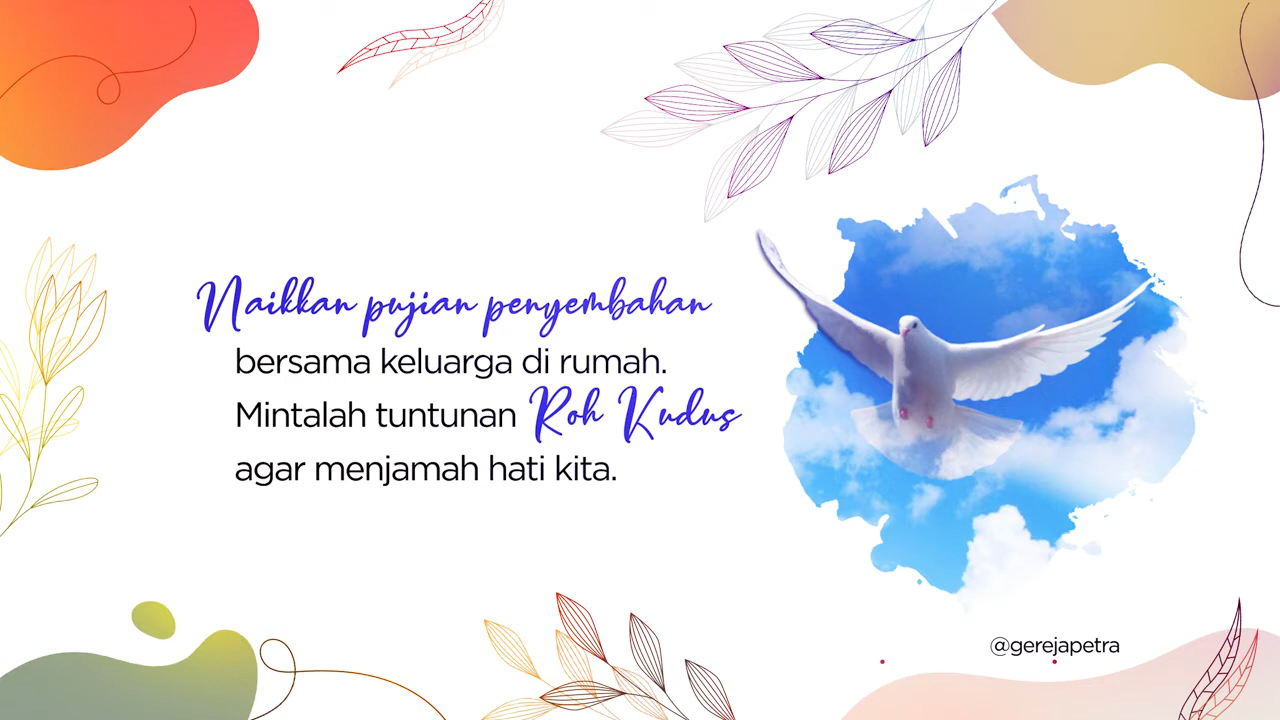 Naikkan pujian penyembahan
bersama keluarga di rumah.
Mintalah tuntunan Roh Kudus
agar menjamah hati kita.
@gerejapetra